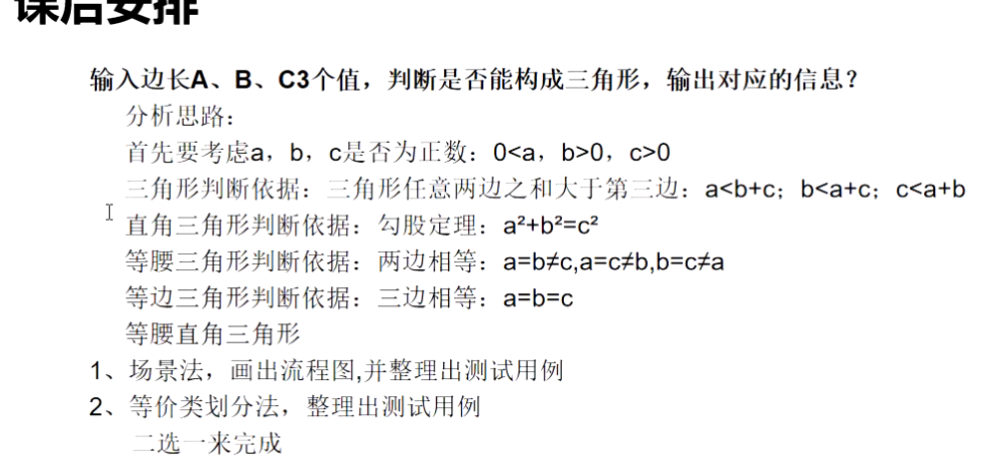 课后安排
输入边长A、B、C3个值，判断是否能构成三角形，输出对应的信息？
分析思路：
首先要考虑a，b，c是否为正数：0<a，b>0，c>0
三角形判断依据：三角形任意两边之和大于第三边：a<b+c；b<a+c；c<a+b
直角三角形判断依据：勾股定理：a²+b²=c²
等腰三角形判断依据：两边相等：a=b≠c,a=c≠b,b=c≠a
等边三角形判断依据：三边相等：a=b=c
等腰直角三角形
1、场景法，画出流程图,并整理出测试用例
2、等价类划分法，整理出测试用例
二选一来完成